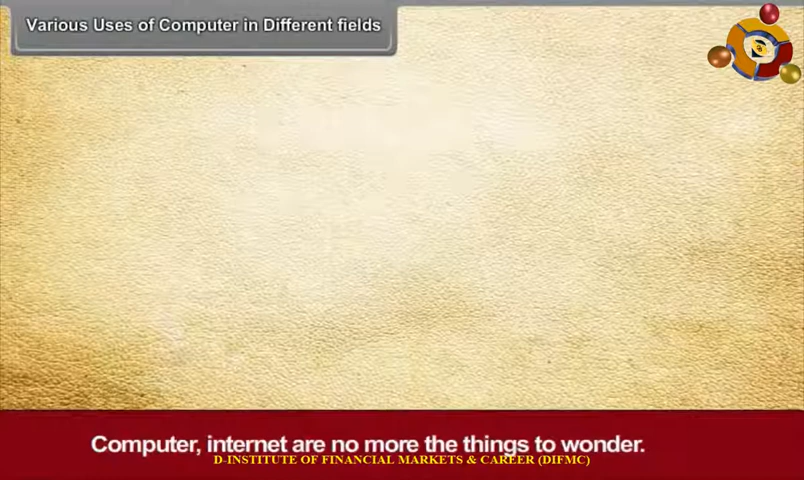 Various Uses of Computer in Different fields
Computer, internet are no more the things to wonder.
D-INSTITUTE OF FINANCIAL MARKETS & CAREER (DIFMC)